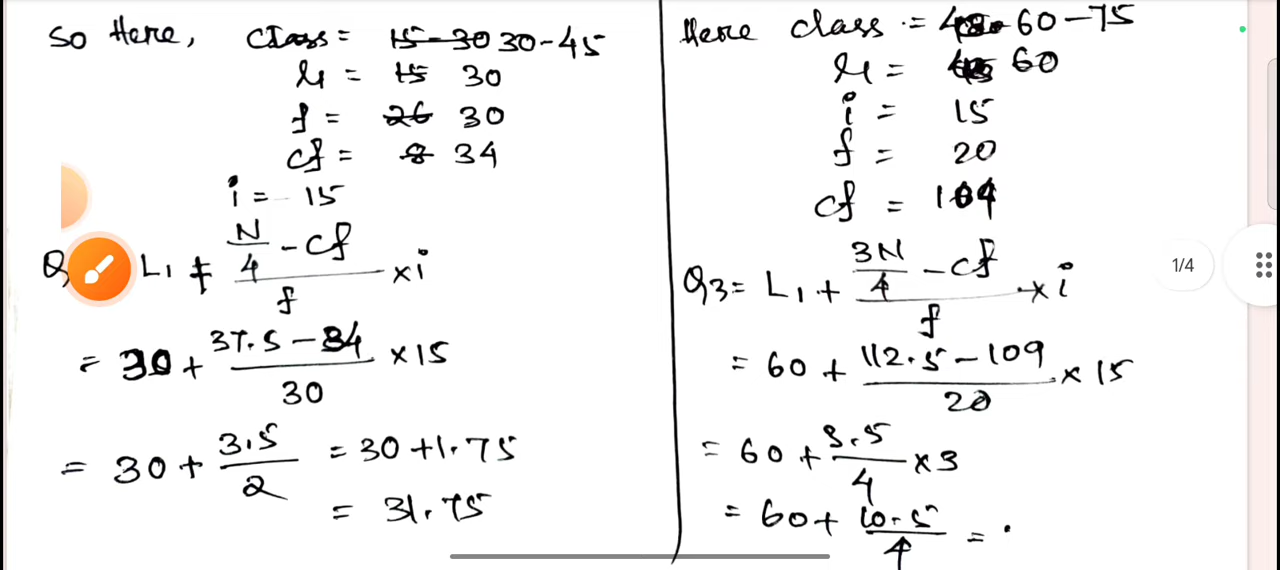 So Here, Class = 15-30 30-45
L1 = 15 30
f = 26 30
cf = 8 34
i = 15
Q L1 + N/4 - cf / f × i
= 30 + 37.5 - 34 / 30 × 15
= 30 + 3.5 / 2 = 30 + 1.75
= 31.75
Here class = 60-75
L1 = 45 60
i = 15
f = 20
cf = 109
Q3 = L1 + 3N/4 - cf / f × i
= 60 + 112.5 - 109 / 20 × 15
= 60 + 3.5 / 4 × 3
= 60 + 10.5 / 4 =
1/4